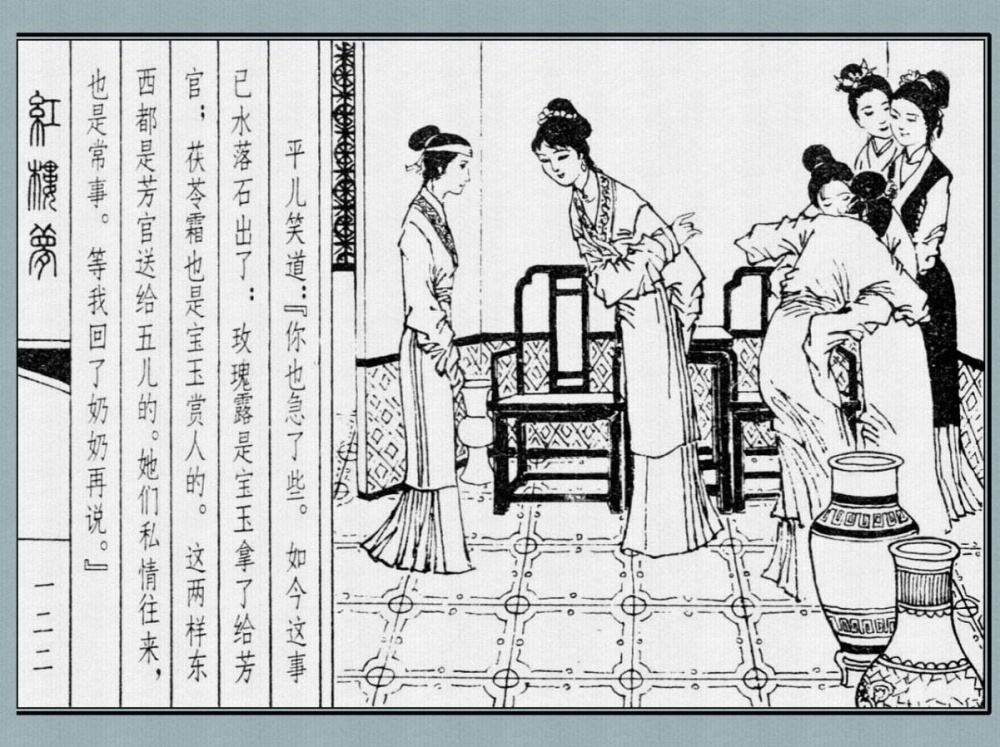 平儿笑道：『你也急了些。如今这事
已水落石出了：玫瑰露是宝玉拿了给芳
官；茯苓霜也是宝玉赏人的。这两样东
西都是芳官送给五儿的。她们私情往来，
也是常事。等我回了奶奶再说。』
紅樓夢
一二二